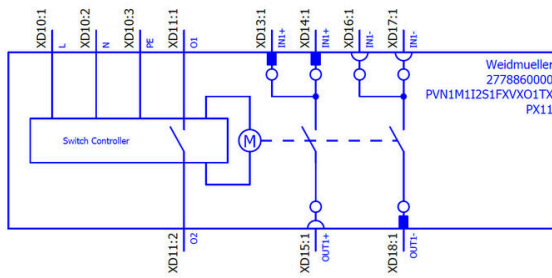 XD10:1
XD10:2
XD10:3
XD11:1
XD13:1
XD14:1
XD16:1
XD17:1
L
N
PE
O1
IN1+
IN1+
IN1-
IN1-
Weidmueller
2778860000
PVN1M1I2S1FXVXO1TX
PX11
Switch Controller
M
XD11:2
O2
XD15:1
OUT1+
XD18:1
OUT1-